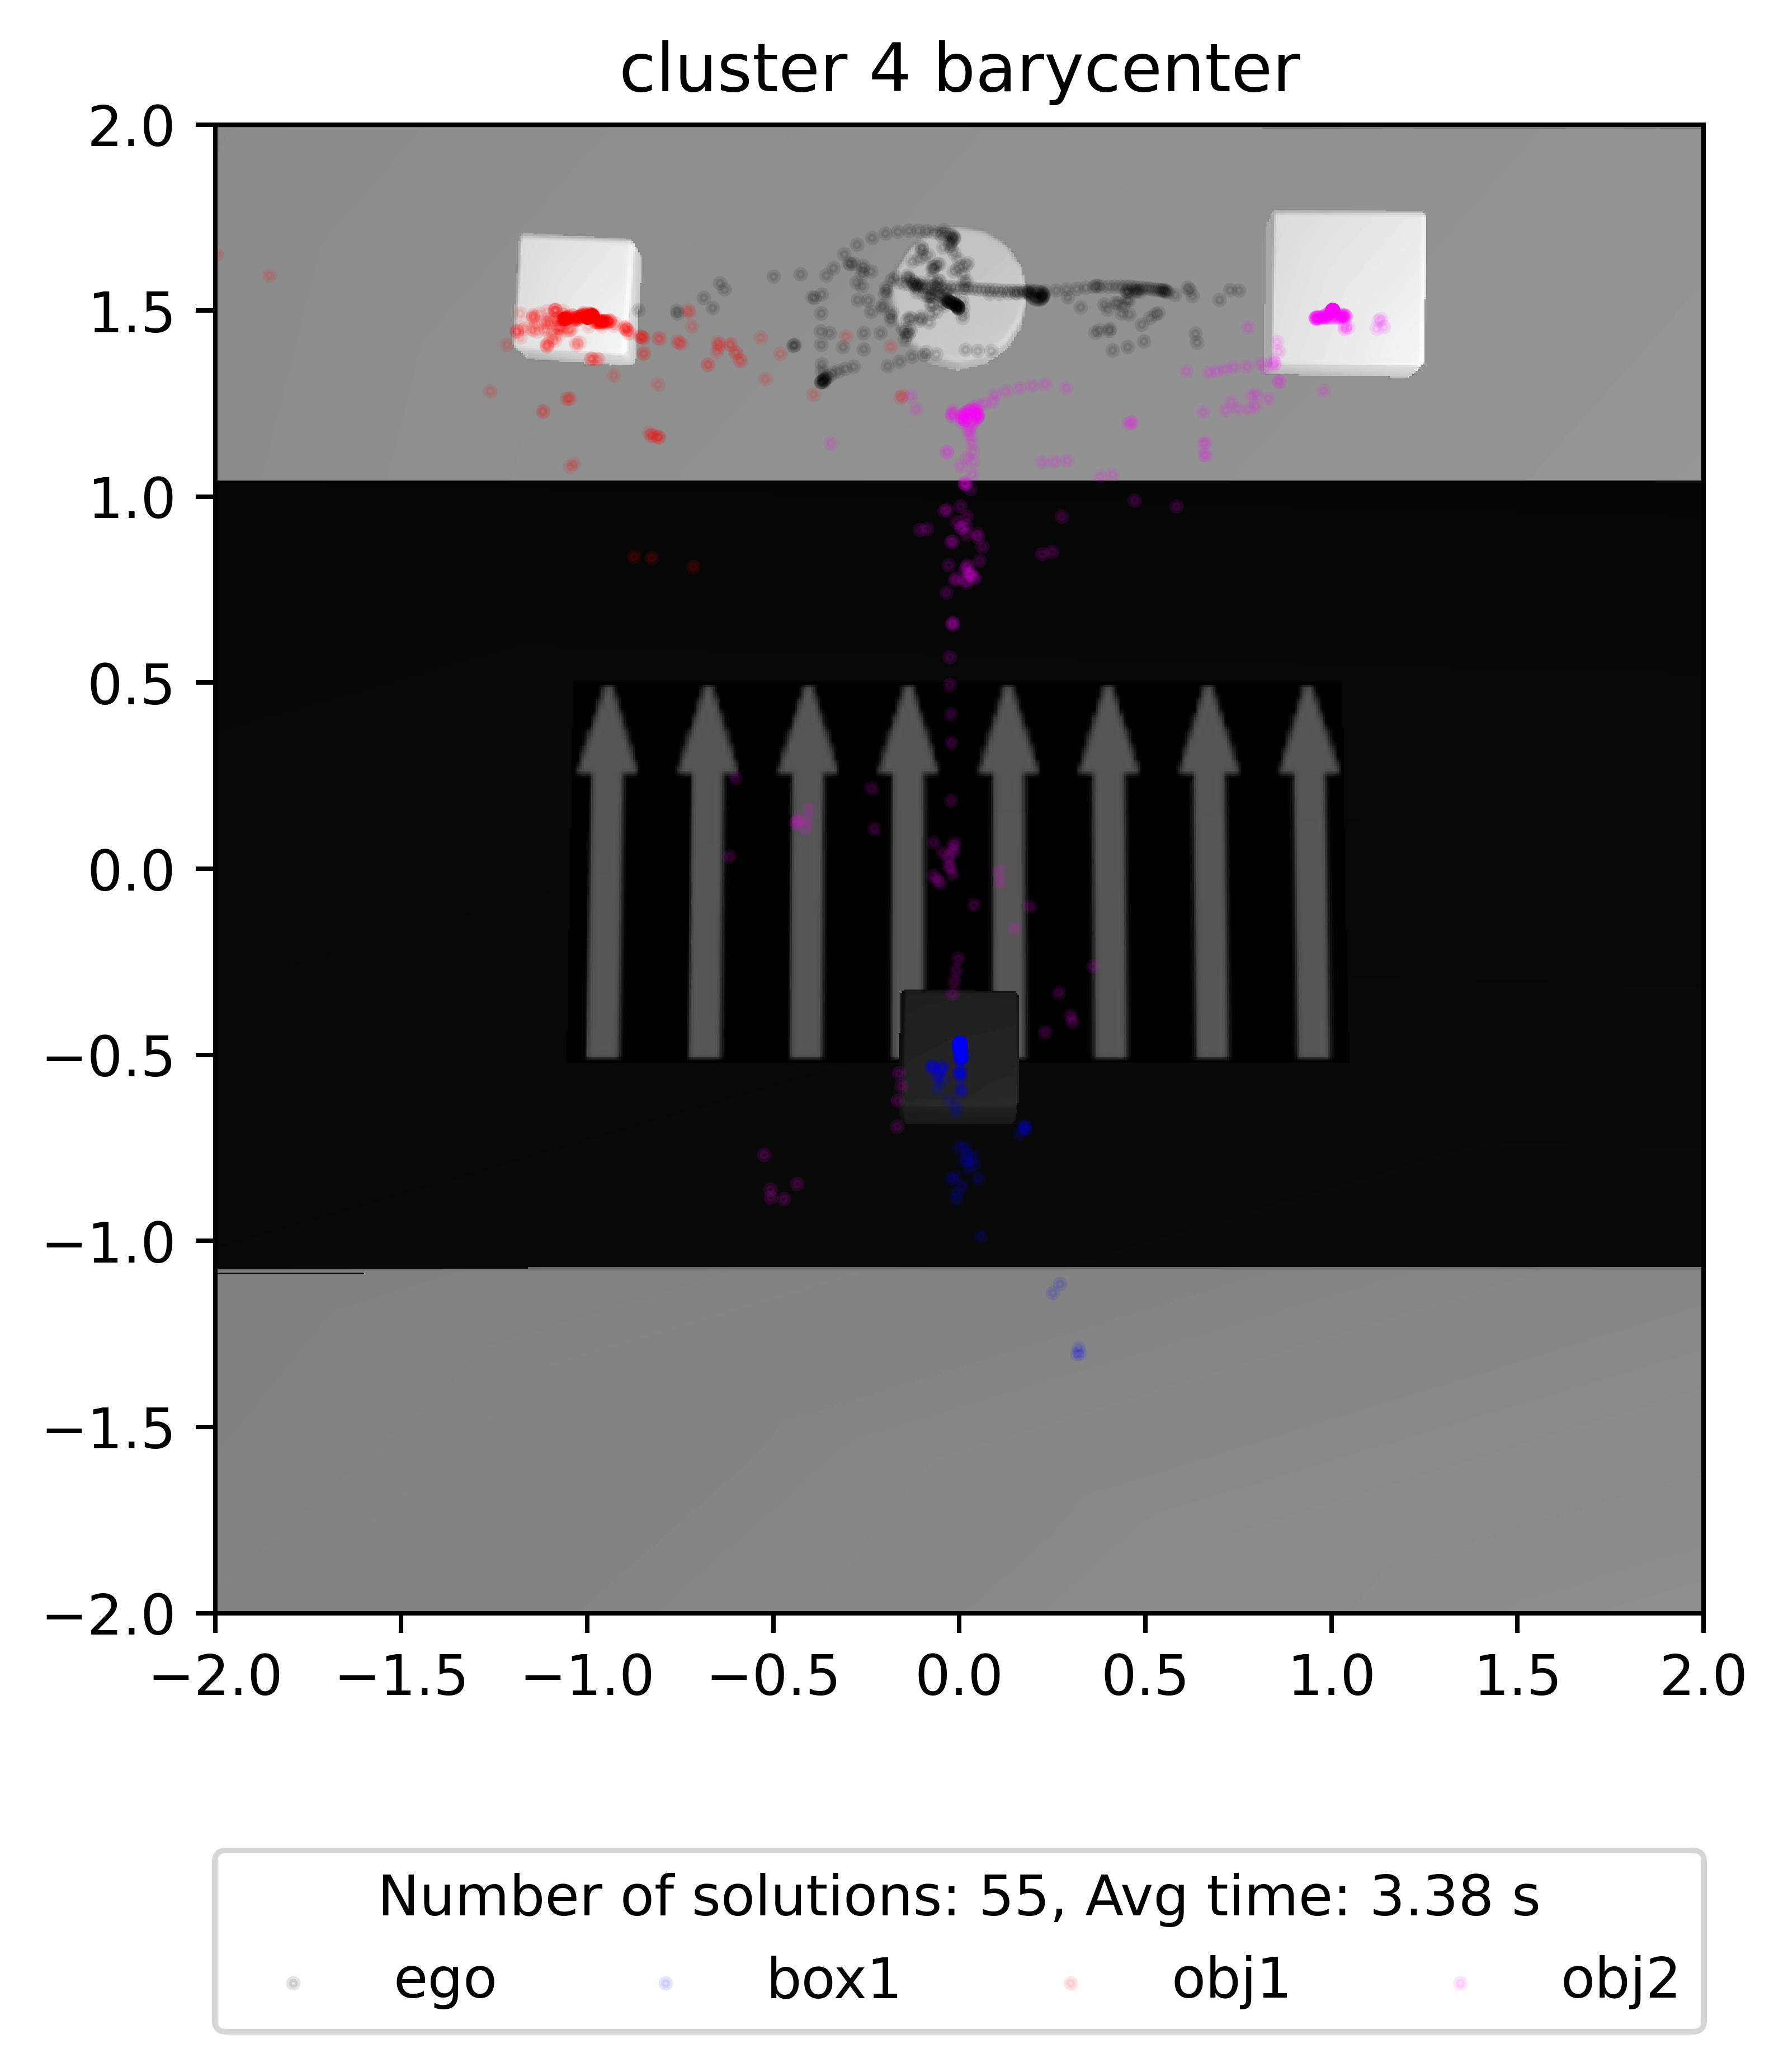 cluster 4 barycenter
2.0
1.5
1.0
0.5
0.0
−0.5
−1.0
−1.5
−2.0
−2.0 −1.5 −1.0 −0.5 0.0 0.5 1.0 1.5 2.0
Number of solutions: 55, Avg time: 3.38 s
ego box1 obj1 obj2